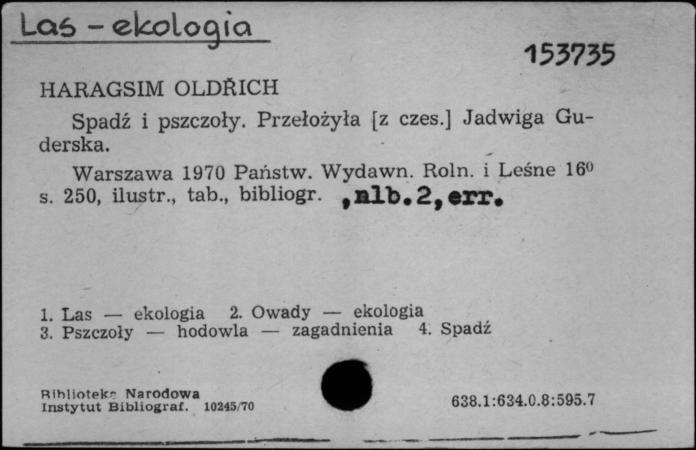 Las – ekologia
153735
HARAGSIM OLDŘICH
Spadź i pszczoły. Przełożyła [z czes.] Jadwiga Gu-
derska.
Warszawa 1970 Państw. Wydawn. Roln. i Leśne 16⁰
s. 250, ilustr., tab., bibliogr. ,nlb.2,err.
1. Las — ekologia 2. Owady — ekologia
3. Pszczoły — hodowla — zagadnienia 4. Spadź
Biblioteka Narodowa
Instytut Bibliograf. 10245/70
638.1:634.0.8:595.7